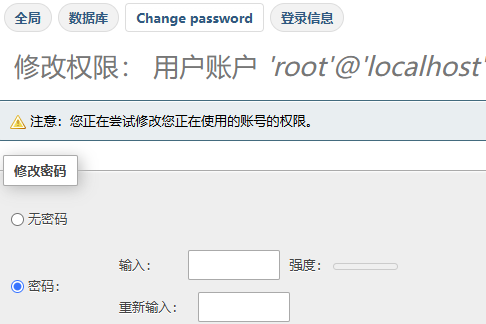 全局 数据库 Change password 登录信息
修改权限： 用户账户 'root'@'localhost'
注意：您正在尝试修改您正在使用的账号的权限。
修改密码
无密码
输入： 强度：
密码：
重新输入：